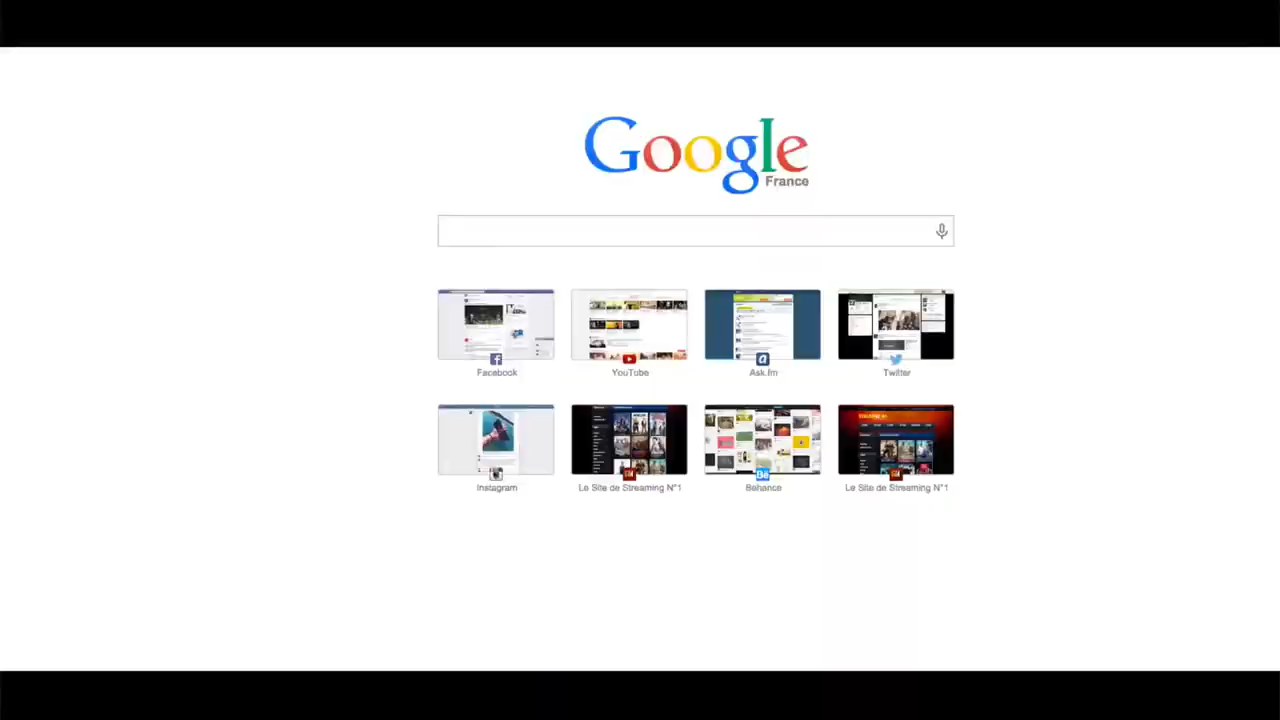 Google
France
Facebook
YouTube
Ask.fm
Twitter
Instagram
Le Site de Streaming N°1
Behance
Le Site de Streaming N°1